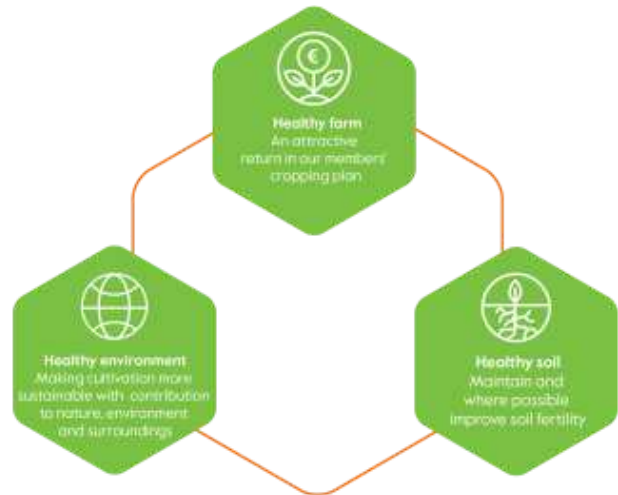 €
Healthy farm
An attractive
return in our members'
cropping plan
Healthy environment
Making cultivation more
sustainable with contribution
to nature, environment
and surroundings
Healthy soil
Maintain and
where possible
improve soil fertility